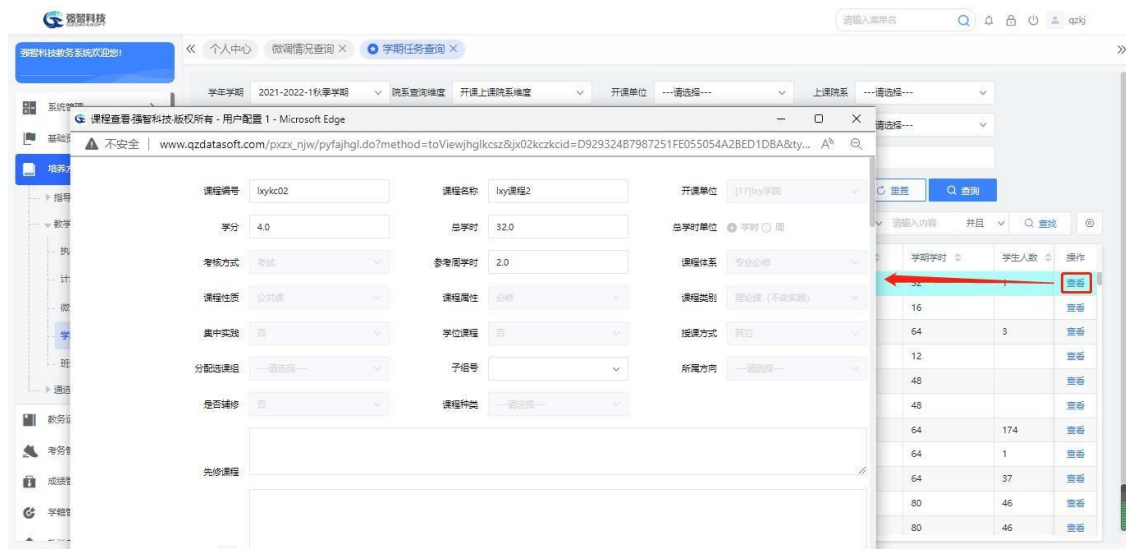 强智科技
QZDATASOFT
请输入菜单名
qzkj
强智科技教务系统欢迎您!
个人中心 微调情况查询 × 学期任务查询 ×
学年学期 2021-2022-1秋季学期 院系查询维度 开课上课院系维度 开课单位 ---请选择--- 上课院系 ---请选择---
课程查看-强智科技-版权所有 - 用户配置 1 - Microsoft Edge
不安全 | www.qzdatasoft.com/pxzx_njw/pyfajhgl.do?method=toViewjhglkcsz&jx02kczkcid=D929324B7987251FE055054A2BED1DBA&ty...
系统管理
基础
培养方
指导
教学
执
计
微
学
班
通选
教务运
考务管
成绩管
学籍管
课程编号 lxykc02 课程名称 lxy课程2 开课单位 [17]lxy学院
学分 4.0 总学时 32.0 总学时单位 学时 周
考核方式 考试 参考周学时 2.0 课程体系 专业必修
课程性质 公共课 课程属性 必修 课程类别 理论课(不含实践)
集中实践 否 学位课程 否 授课方式 其它
分配选课组 ---请选择--- 子组号 所属方向 ---请选择---
是否辅修 否 课程种类 ---请选择---
先修课程
请选择---
重置 查询
请输入内容 并且 查找
学期学时 学生人数 操作
32 1 查看
16 查看
64 3 查看
12 查看
48 查看
48 查看
64 174 查看
64 1 查看
64 37 查看
80 46 查看
80 46 查看